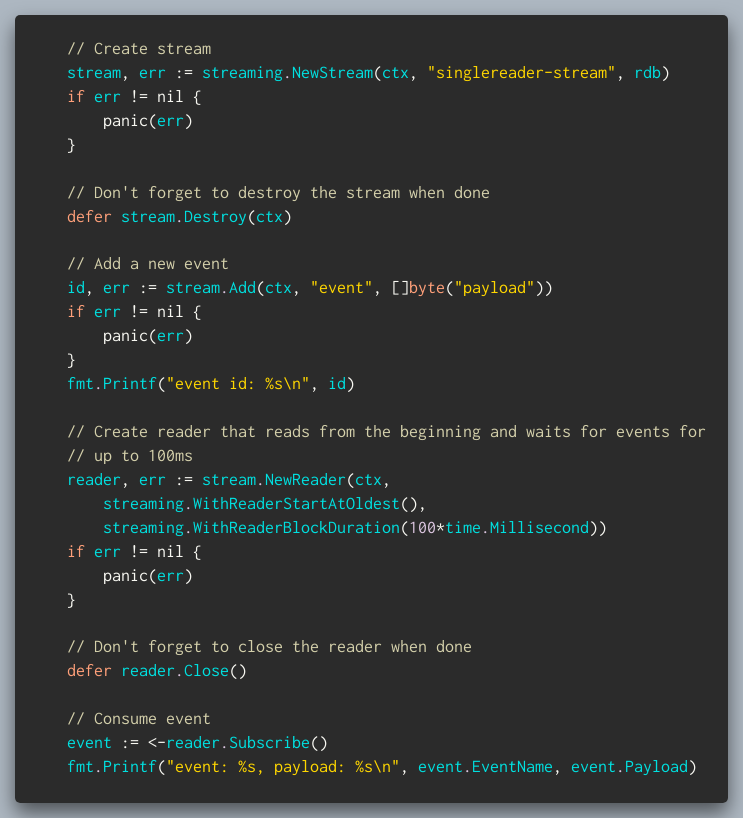 // Create stream
stream, err := streaming.NewStream(ctx, "singlereader-stream", rdb)
if err != nil {
    panic(err)
}

// Don't forget to destroy the stream when done
defer stream.Destroy(ctx)

// Add a new event
id, err := stream.Add(ctx, "event", []byte("payload"))
if err != nil {
    panic(err)
}
fmt.Printf("event id: %s\n", id)

// Create reader that reads from the beginning and waits for events for
// up to 100ms
reader, err := stream.NewReader(ctx,
    streaming.WithReaderStartAtOldest(),
    streaming.WithReaderBlockDuration(100*time.Millisecond))
if err != nil {
    panic(err)
}

// Don't forget to close the reader when done
defer reader.Close()

// Consume event
event := <-reader.Subscribe()
fmt.Printf("event: %s, payload: %s\n", event.EventName, event.Payload)